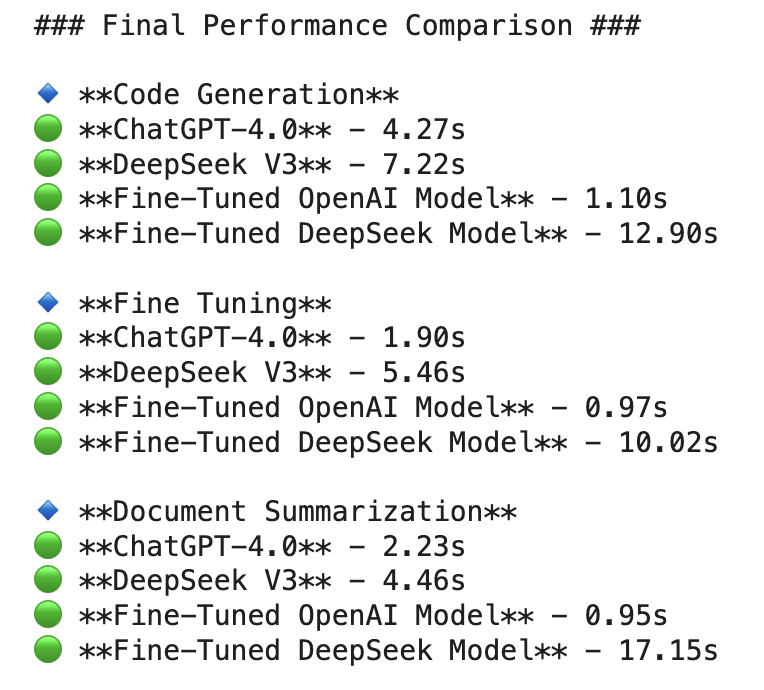 ### Final Performance Comparison ###
🔹 **Code Generation**
🟢 **ChatGPT-4.0** - 4.27s
🟢 **DeepSeek V3** - 7.22s
🟢 **Fine-Tuned OpenAI Model** - 1.10s
🟢 **Fine-Tuned DeepSeek Model** - 12.90s
🔹 **Fine Tuning**
🟢 **ChatGPT-4.0** - 1.90s
🟢 **DeepSeek V3** - 5.46s
🟢 **Fine-Tuned OpenAI Model** - 0.97s
🟢 **Fine-Tuned DeepSeek Model** - 10.02s
🔹 **Document Summarization**
🟢 **ChatGPT-4.0** - 2.23s
🟢 **DeepSeek V3** - 4.46s
🟢 **Fine-Tuned OpenAI Model** - 0.95s
🟢 **Fine-Tuned DeepSeek Model** - 17.15s